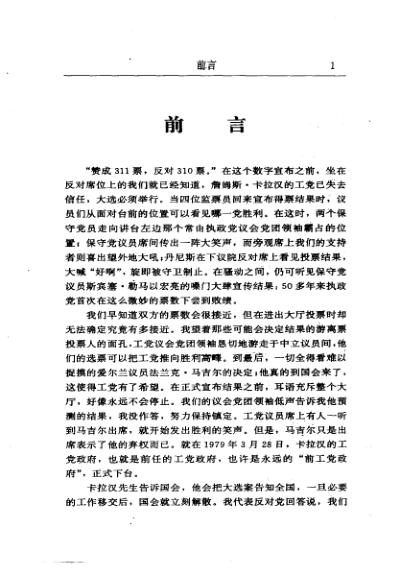 前言 1
前 言
“赞成 311 票，反对 310 票。”在这个数字宣布之前，坐在
反对席位上的我们就已经知道，詹姆斯·卡拉汉的工党已失去
信任，大选必须举行。当四位监票员回来宣布得票结果时，议
员们从面对台前的位置可以看见哪一党胜利。在这时，两个保
守党员走向讲台左边那个常由执政党议会党团领袖霸占的位
置；保守党议员席间传出一阵大笑声，而旁观席上我们的支持
者则喜出望外地大吼；丹尼斯在下议院反对席上看见投票结果，
大喊“好啊”，旋即被守卫制止。在骚动之间，仍可听见保守党
议员斯宾塞·勒马以宏亮的嗓门大肆宣传结果；50 多年来执政
党首次在这么微妙的票数下尝到败绩。
我们早知道双方的票数会很接近，但在进出大厅投票时却
无法确定究竟有多接近。我望着那些可能会决定结果的游离票
投票人的面孔，工党议会党团领袖恳切地游走于中立议员间，他
们的选票可以把工党推向胜利高峰。到最后，一切全得看难以
捉摸的爱尔兰议员法兰克·马吉尔的决定；他真的到国会来了，
这使得工党有了希望。在正式宣布结果之前，耳语充斥整个大
厅，好像永远不会停止。我们的议会党团领袖低声告诉我他预
测的结果，我没作答，努力保持镇定。工党议员席上有人一听
到马吉尔出席，就开始发出胜利的笑声。但是，马吉尔只是出
席表示了他的弃权而已。就在 1979 年 3 月 28 日，卡拉汉的工
党政府，也就是前任的工党政府，也许是永远的“前工党政
府”，正式下台。
卡拉汉先生告诉国会，他会把大选案告知全国，一旦必要
的工作移交后，国会就立刻解散。我代表反对党回答说，我们